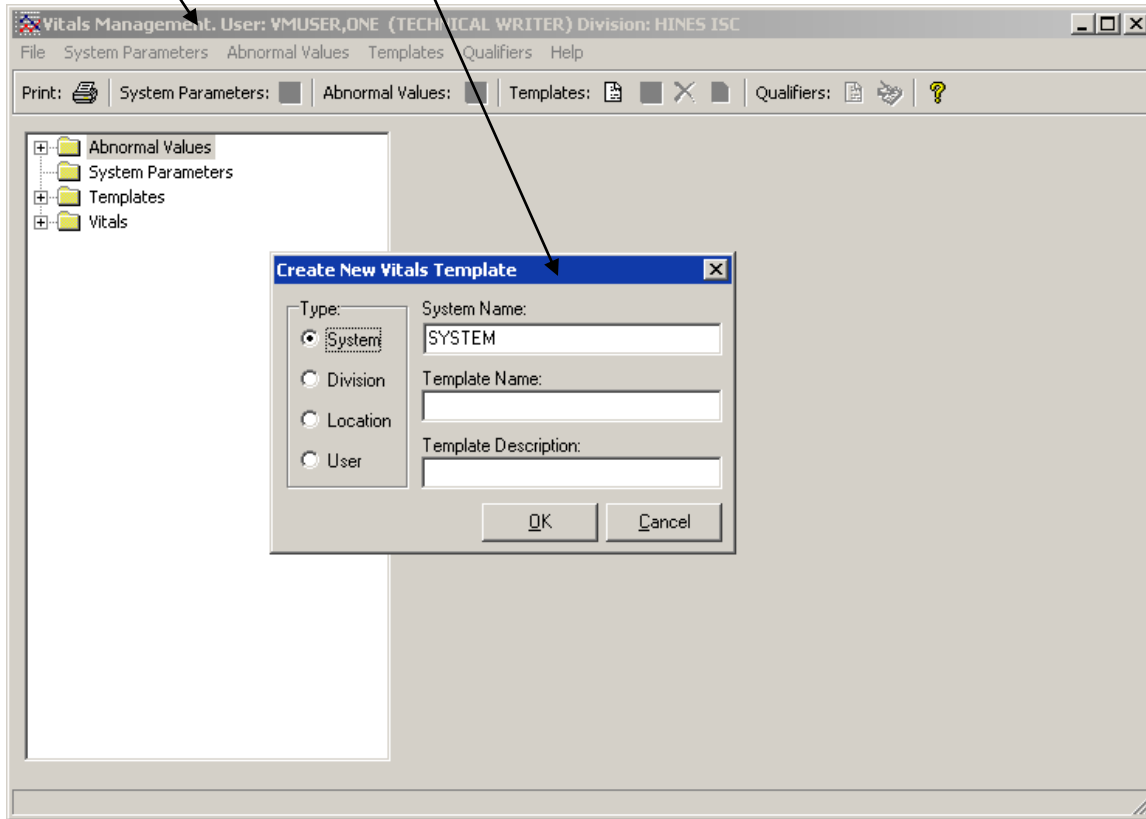 Vitals Management. User: VMUSER,ONE (TECHNICAL WRITER) Division: HINES ISC
File System Parameters Abnormal Values Templates Qualifiers Help
Print: System Parameters: Abnormal Values: Templates: Qualifiers:
Abnormal Values
System Parameters
Templates
Vitals
Create New Vitals Template
Type:
System
Division
Location
User
System Name:
SYSTEM
Template Name:
Template Description:
OK Cancel